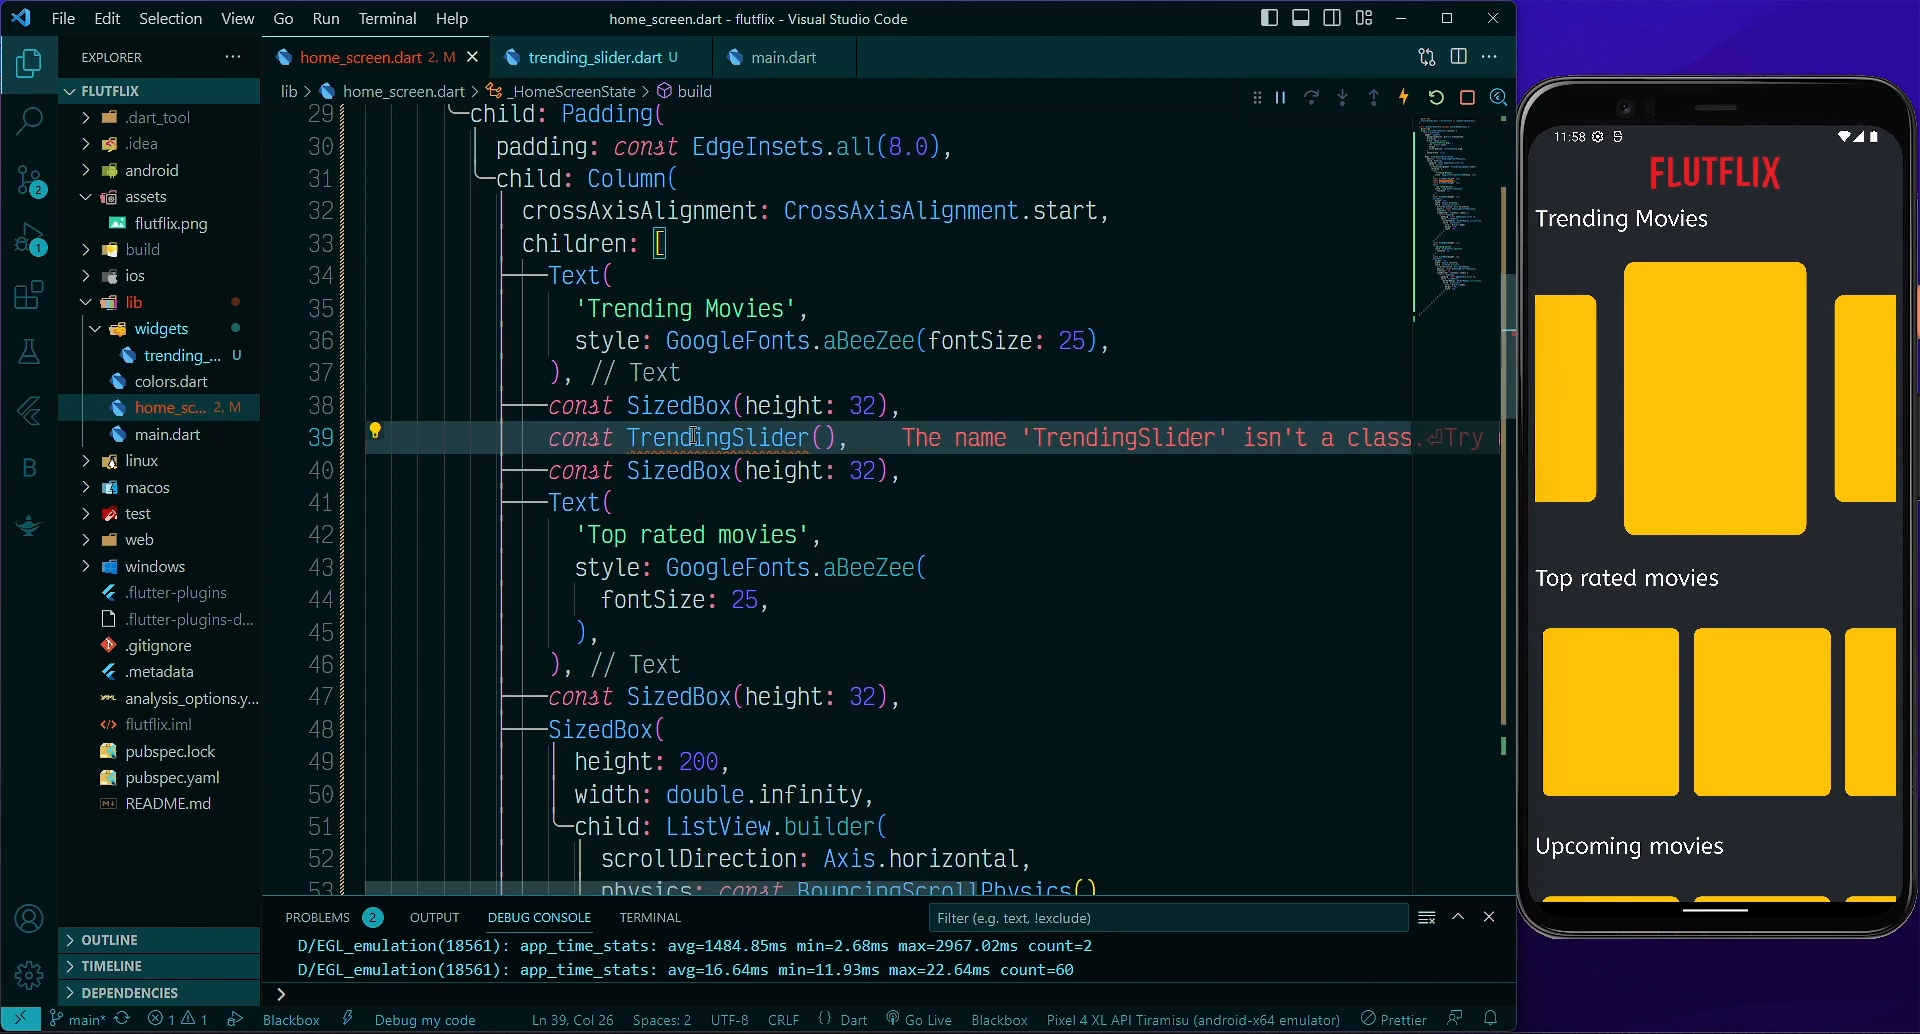 File Edit Selection View Go Run Terminal Help
home_screen.dart - flutflix - Visual Studio Code
EXPLORER
home_screen.dart 2, M
trending_slider.dart U
main.dart
FLUTFLIX
lib > home_screen.dart > _HomeScreenState > build
.dart_tool
.idea
android
assets
flutflix.png
build
ios
lib
widgets
trending_... U
colors.dart
home_sc... 2, M
main.dart
linux
macos
test
web
windows
.flutter-plugins
.flutter-plugins-d...
.gitignore
.metadata
analysis_options.y...
flutflix.iml
pubspec.lock
pubspec.yaml
README.md
OUTLINE
TIMELINE
DEPENDENCIES
2
1
B
29 child: Padding(
30 padding: const EdgeInsets.all(8.0),
31 child: Column(
32 crossAxisAlignment: CrossAxisAlignment.start,
33 children: [
34 Text(
35 'Trending Movies',
36 style: GoogleFonts.aBeeZee(fontSize: 25),
37 ), // Text
38 const SizedBox(height: 32),
39 const TrendingSlider(), The name 'TrendingSlider' isn't a class.⏎Try
40 const SizedBox(height: 32),
41 Text(
42 'Top rated movies',
43 style: GoogleFonts.aBeeZee(
44 fontSize: 25,
45 ),
46 ), // Text
47 const SizedBox(height: 32),
48 SizedBox(
49 height: 200,
50 width: double.infinity,
51 child: ListView.builder(
52 scrollDirection: Axis.horizontal,
53 physics: const BouncingScrollPhysics()
PROBLEMS 2 OUTPUT DEBUG CONSOLE TERMINAL
Filter (e.g. text, !exclude)
D/EGL_emulation(18561): app_time_stats: avg=1484.85ms min=2.68ms max=2967.02ms count=2
D/EGL_emulation(18561): app_time_stats: avg=16.64ms min=11.93ms max=22.64ms count=60
>
main* 1 1 Blackbox Debug my code Ln 39, Col 26 Spaces: 2 UTF-8 CRLF {} Dart Go Live Blackbox Pixel 4 XL API Tiramisu (android-x64 emulator) Prettier
11:58
FLUTFLIX
Trending Movies
Top rated movies
Upcoming movies